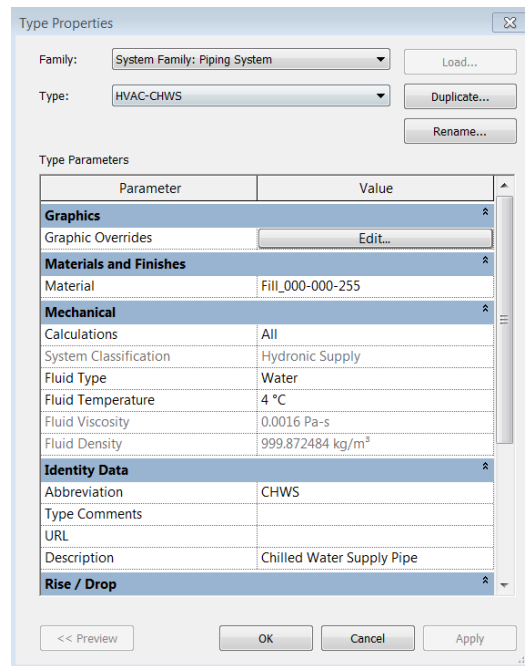 Type Properties
Family: System Family: Piping System Load...
Type: HVAC-CHWS Duplicate...
Rename...
Type Parameters
Parameter Value
Graphics
Graphic Overrides Edit...
Materials and Finishes
Material Fill_000-000-255
Mechanical
Calculations All
System Classification Hydronic Supply
Fluid Type Water
Fluid Temperature 4 °C
Fluid Viscosity 0.0016 Pa-s
Fluid Density 999.872484 kg/m³
Identity Data
Abbreviation CHWS
Type Comments
URL
Description Chilled Water Supply Pipe
Rise / Drop
<< Preview OK Cancel Apply